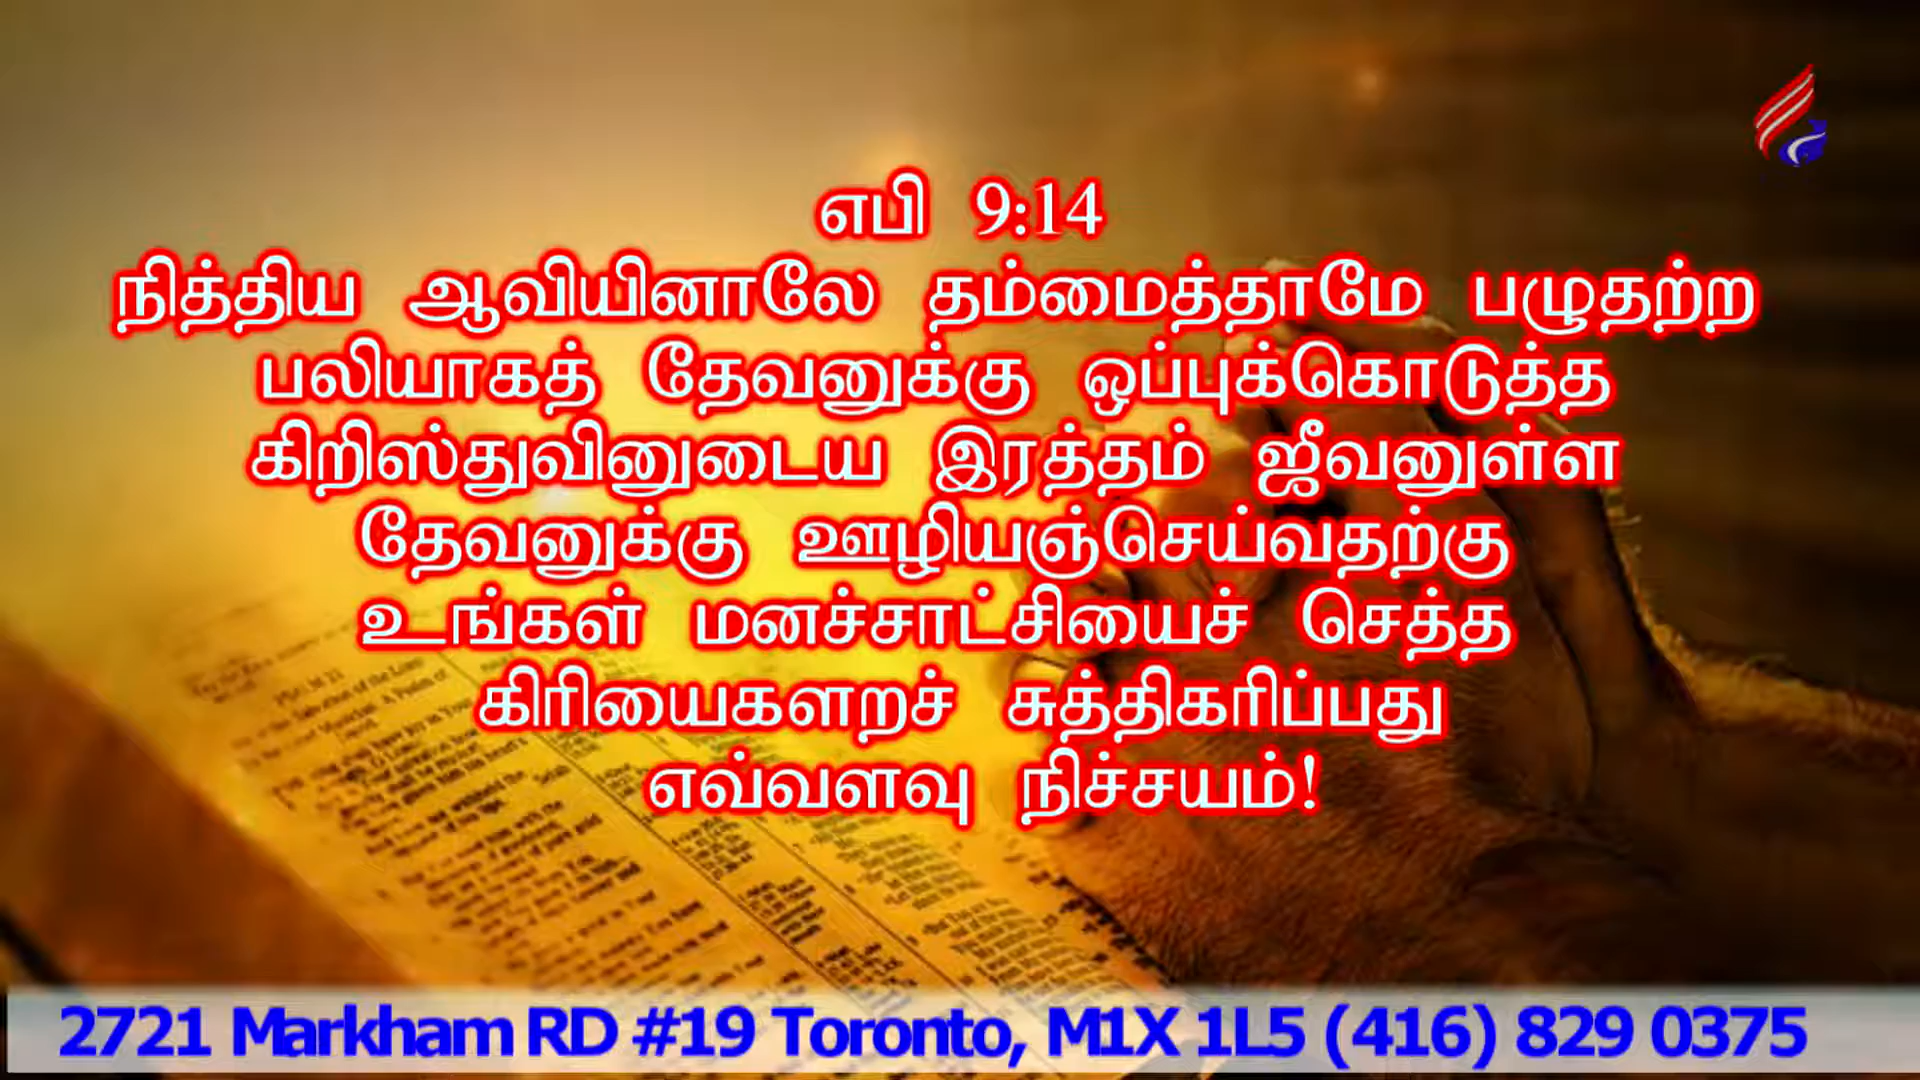 எபி 9:14
நித்திய ஆவியினாலே தம்மைத்தாமே பழுதற்ற
பலியாகத் தேவனுக்கு ஒப்புக்கொடுத்த
கிறிஸ்துவினுடைய இரத்தம் ஜீவனுள்ள
தேவனுக்கு ஊழியஞ்செய்வதற்கு
உங்கள் மனச்சாட்சியைச் செத்த
கிரியைகளறச் சுத்திகரிப்பது
எவ்வளவு நிச்சயம்!
2721 Markham RD #19 Toronto, M1X 1L5 (416) 829 0375